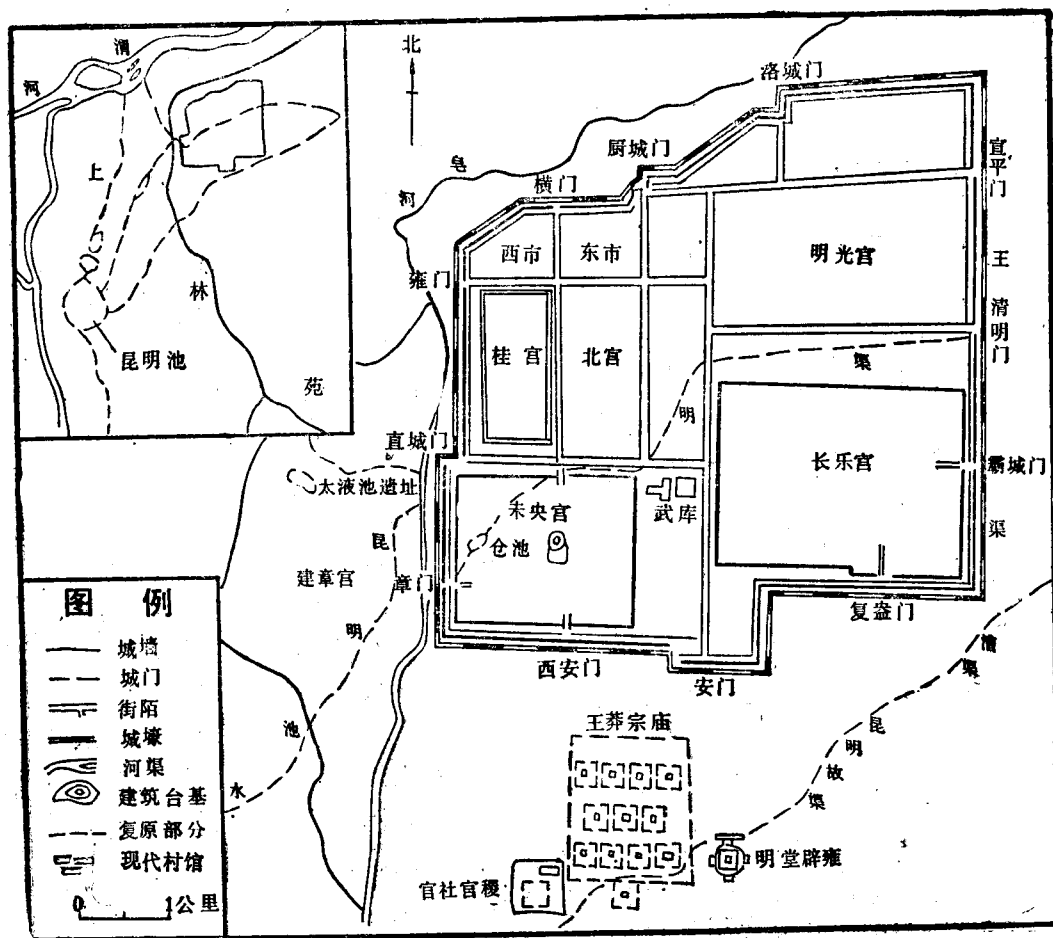 渭
河
上
林
苑
昆明池
北
洛城门
厨城门
横门
皂
河
雍门
宣平门
王
清明门
西市
东市
明光宫
桂宫
北宫
渠
明
长乐宫
直城门
霸城门
太液池遗址
未央宫
武库
仓池
渠
昆
建章宫
章门
明
池
水
复盎门
西安门
安门
漕
渠
昆
明
故
渠
王莽宗庙
明堂辟雍
官社官稷
图 例
城墙
城门
街陌
城壕
河渠
建筑台基
复原部分
现代村馆
0 1公里